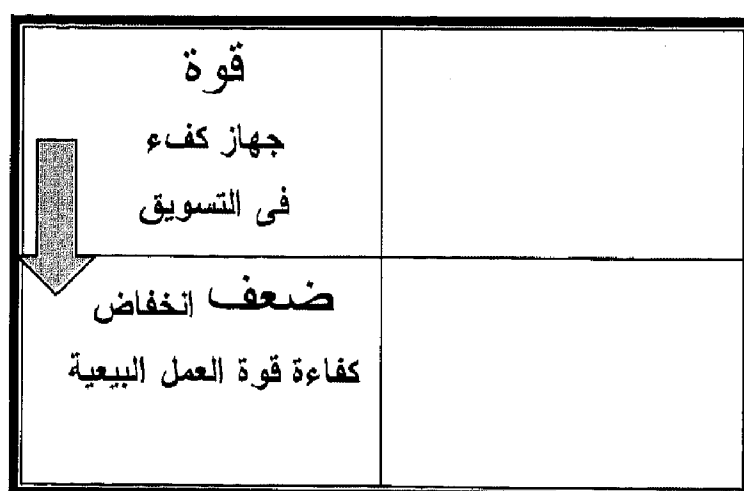 قوة
جهاز كفء
فى التسويق
ضعف انخفاض
كفاءة قوة العمل البيعية